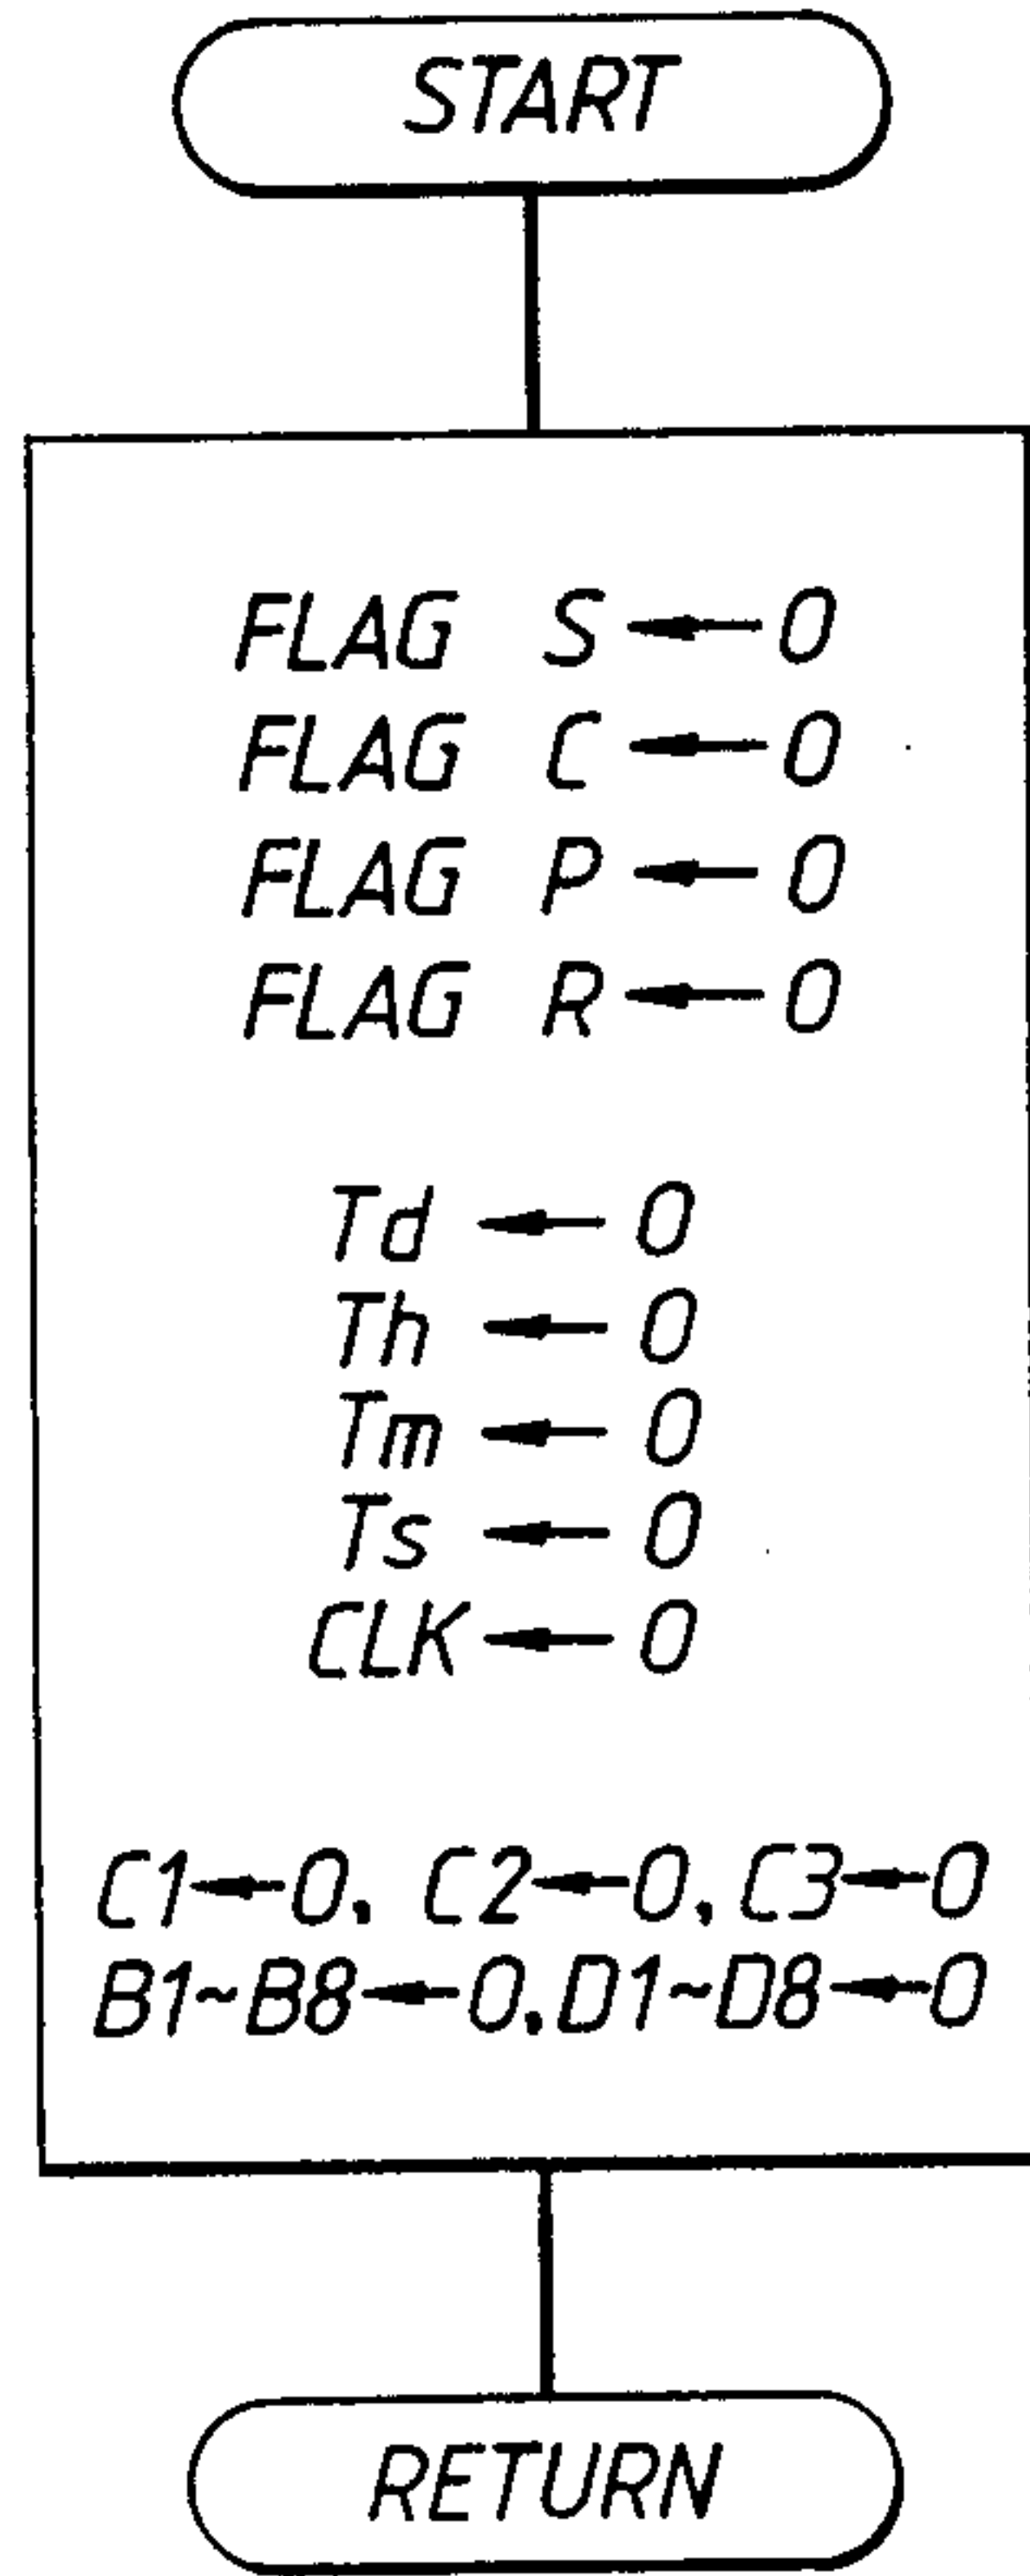 START
FLAG S ← 0
FLAG C ← 0
FLAG P ← 0
FLAG R ← 0
Td ← 0
Th ← 0
Tm ← 0
Ts ← 0
CLK ← 0
C1←0, C2←0, C3←0
B1~B8←0, D1~D8←0
RETURN